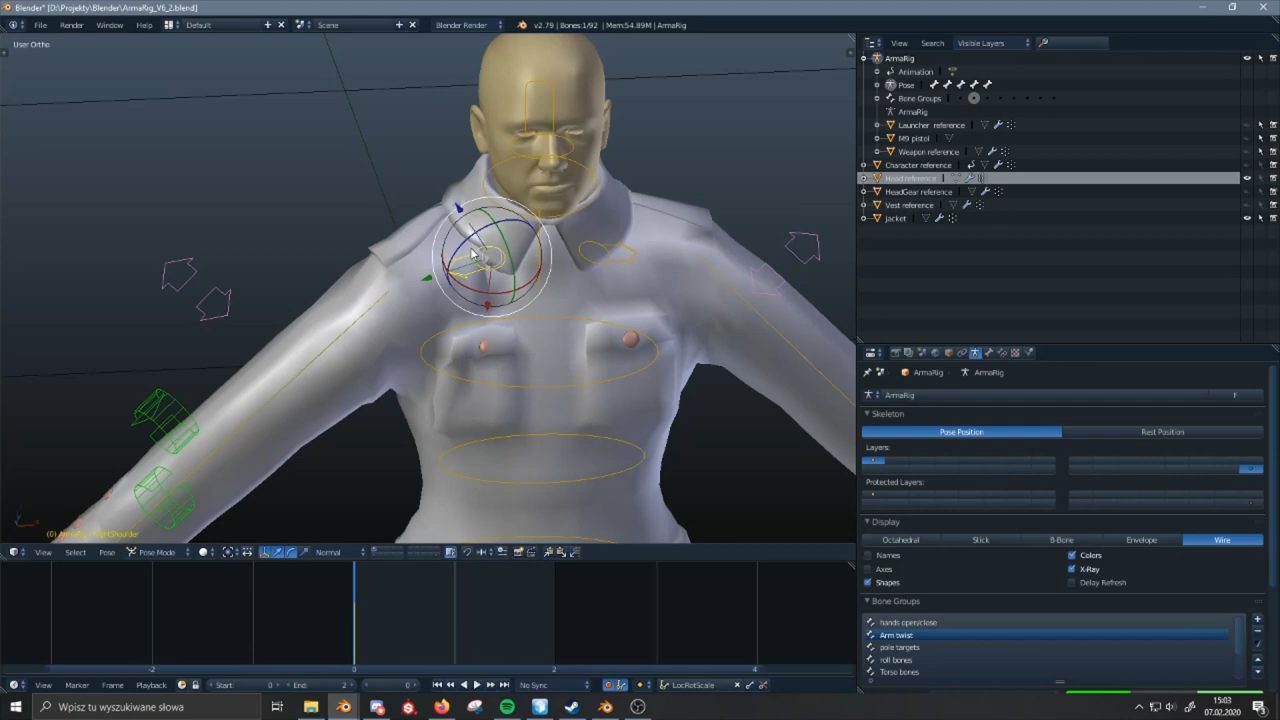 Blender* [D:\Projekty\Blender\ArmaRig_V6_2.blend]
File Render Window Help Default Scene Blender Render v2.79 | Bones:1/92 | Mem:54.89M | ArmaRig
User Ortho
View Search Visible Layers
ArmaRig
Animation
Pose
Bone Groups
ArmaRig
Launcher reference
M9 pistol
Weapon reference
Character reference
Head reference
HeadGear reference
Vest reference
Jacket
ArmaRig ArmaRig
ArmaRig F
Skeleton
Pose Position Rest Position
Layers:
Protected Layers:
Display
Octahedral Stick B-Bone Envelope Wire
Names Colors
Axes X-Ray
Shapes Delay Refresh
Bone Groups
hands open/close
Arm twist
pole targets
roll bones
Torso bones
View Select Pose Pose Mode Normal
-2 0 2 4
View Marker Frame Playback Start: 0 End: 2 0 No Sync LocRotScale
Wpisz tu wyszukiwane słowa
15:03
07.02.2020